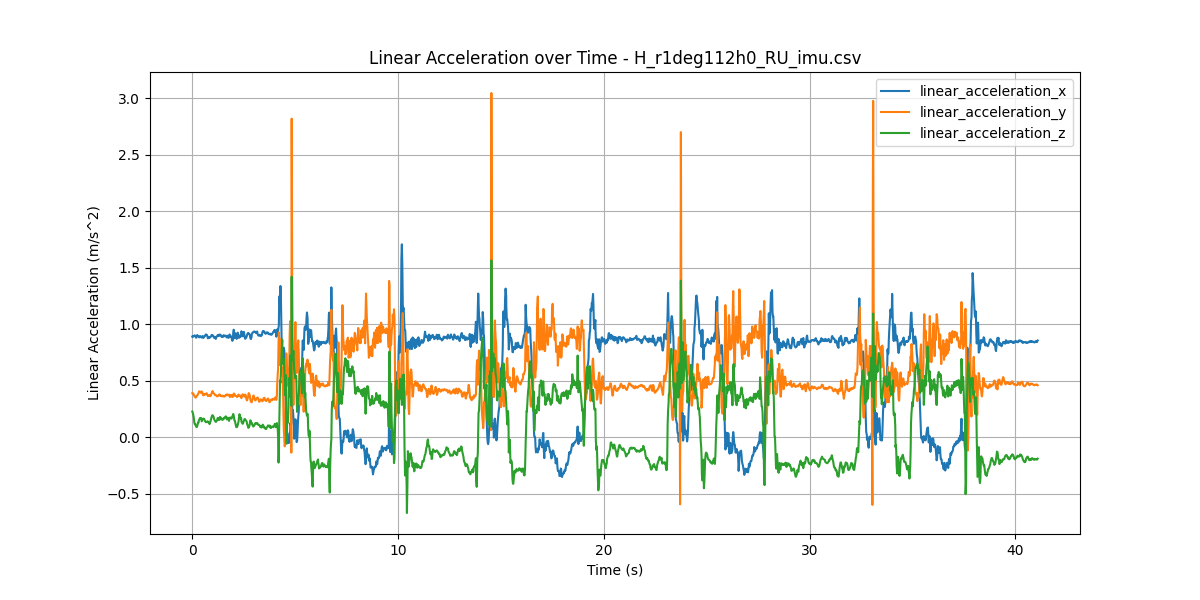 Linear Acceleration over Time - H_r1deg112h0_RU_imu.csv
linear_acceleration_x
linear_acceleration_y
linear_acceleration_z
Linear Acceleration (m/s^2)
3.0
2.5
2.0
1.5
1.0
0.5
0.0
−0.5
0 10 20 30 40
Time (s)